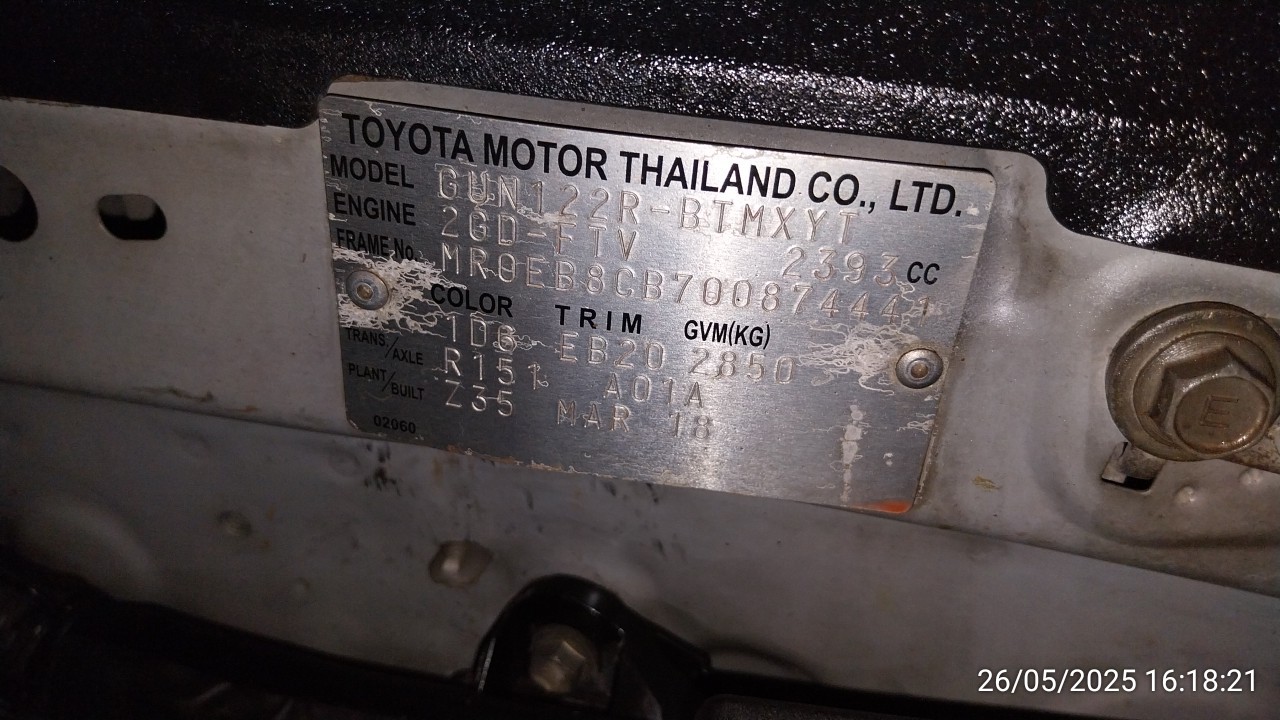 TOYOTA MOTOR THAILAND CO., LTD.
MODEL GUN122R-BTMXYT
ENGINE 2GD-FTV 2393 CC
FRAME No. MR0EB8CB700874441
COLOR TRIM GVM(KG)
1D6 EB20 2850
TRANS./AXLE R151 A01A
PLANT/BUILT Z35 MAR 18
02060
E
26/05/2025 16:18:21